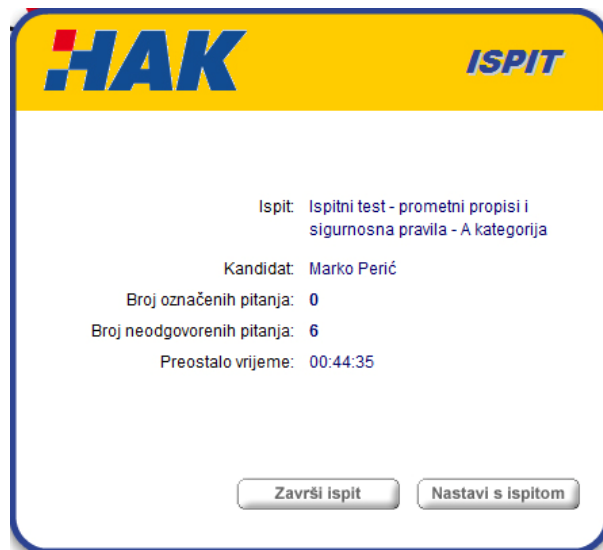 HAK
ISPIT
Ispit: Ispitni test - prometni propisi i
sigurnosna pravila - A kategorija
Kandidat: Marko Perić
Broj označenih pitanja: 0
Broj neodgovorenih pitanja: 6
Preostalo vrijeme: 00:44:35
Završi ispit
Nastavi s ispitom